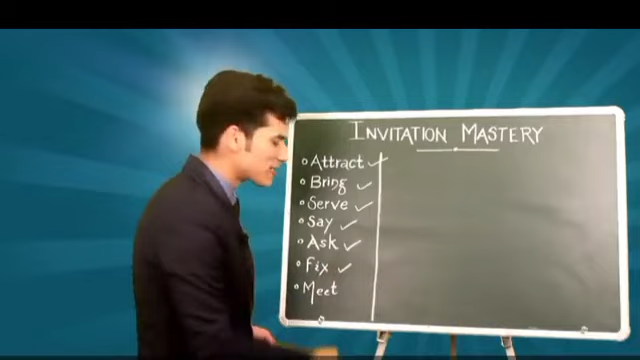 INVITATION MASTERY
• Attract ✓
• Bring ✓
• Serve ✓
• Say ✓
• Ask ✓
• Fix ✓
• Meet